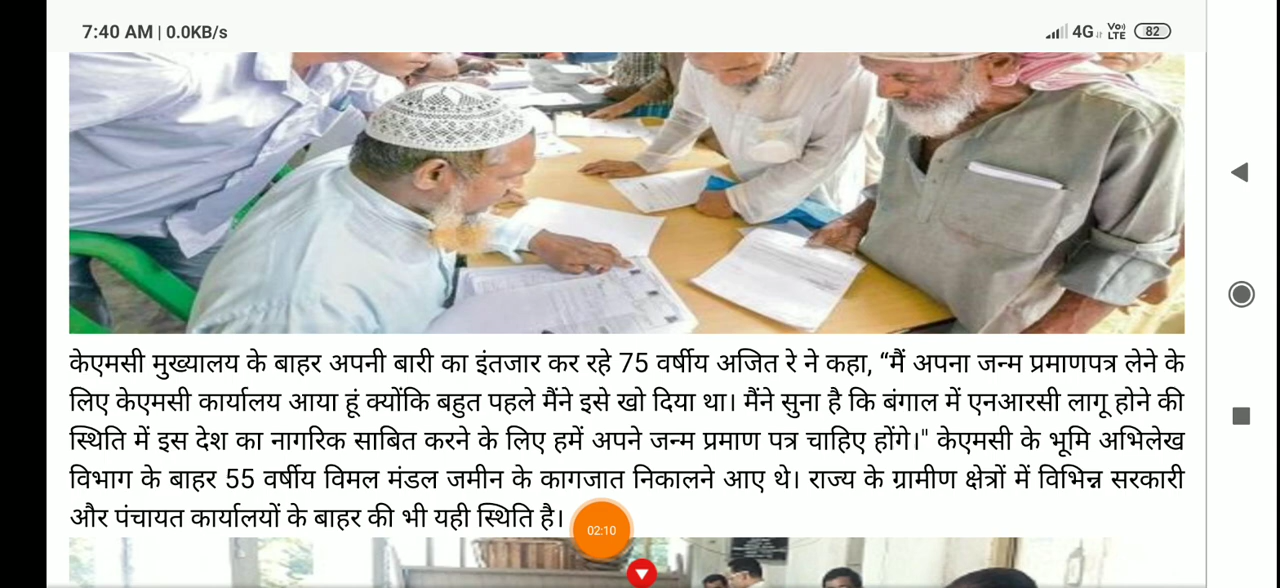 7:40 AM | 0.0KB/s
4G VoLTE 82
केएमसी मुख्यालय के बाहर अपनी बारी का इंतजार कर रहे 75 वर्षीय अजित रे ने कहा, “मैं अपना जन्म प्रमाणपत्र लेने के
लिए केएमसी कार्यालय आया हूं क्योंकि बहुत पहले मैंने इसे खो दिया था। मैंने सुना है कि बंगाल में एनआरसी लागू होने की
स्थिति में इस देश का नागरिक साबित करने के लिए हमें अपने जन्म प्रमाण पत्र चाहिए होंगे।" केएमसी के भूमि अभिलेख
विभाग के बाहर 55 वर्षीय विमल मंडल जमीन के कागजात निकालने आए थे। राज्य के ग्रामीण क्षेत्रों में विभिन्न सरकारी
और पंचायत कार्यालयों के बाहर की भी यही स्थिति है।
02:10